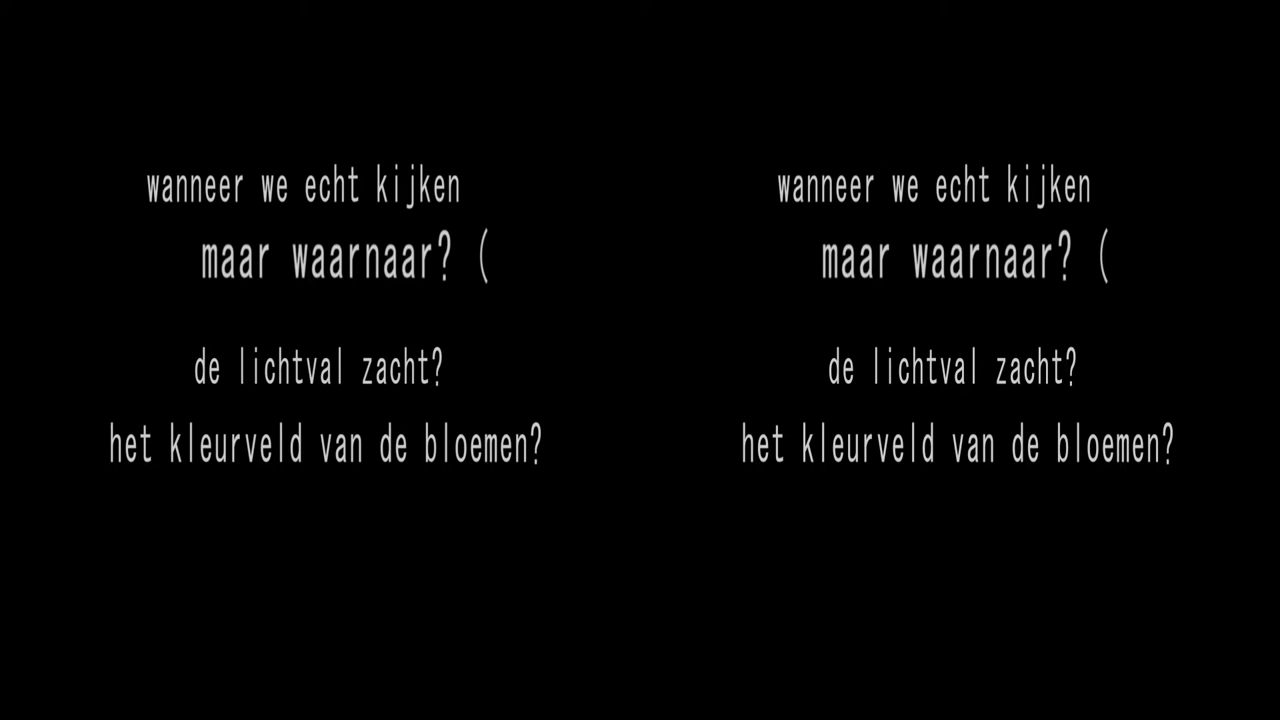 wanneer we echt kijken
maar waarnaar? (
de lichtval zacht?
het kleurveld van de bloemen?
wanneer we echt kijken
maar waarnaar? (
de lichtval zacht?
het kleurveld van de bloemen?